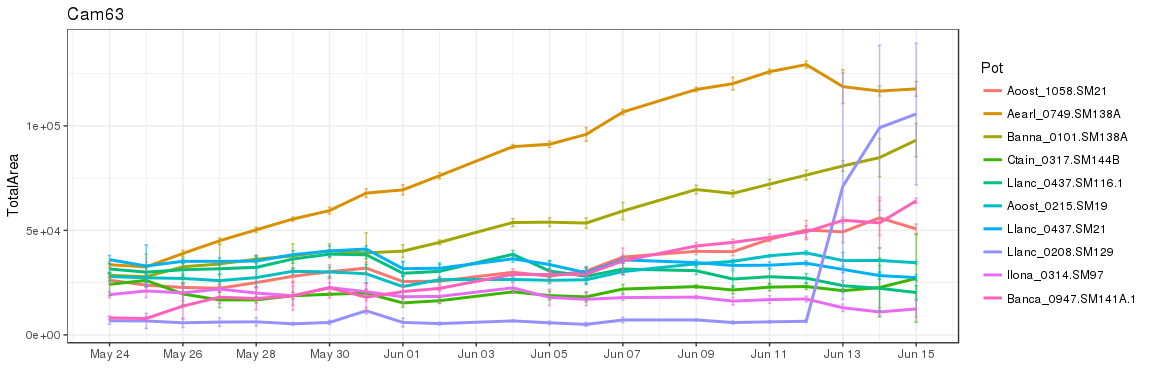 Cam63
TotalArea
1e+05
5e+04
0e+00
May 24
May 26
May 28
May 30
Jun 01
Jun 03
Jun 05
Jun 07
Jun 09
Jun 11
Jun 13
Jun 15
Pot
Aoost_1058.SM21
Aearl_0749.SM138A
Banna_0101.SM138A
Ctain_0317.SM144B
Llanc_0437.SM116.1
Aoost_0215.SM19
Llanc_0437.SM21
Llanc_0208.SM129
Ilona_0314.SM97
Banca_0947.SM141A.1